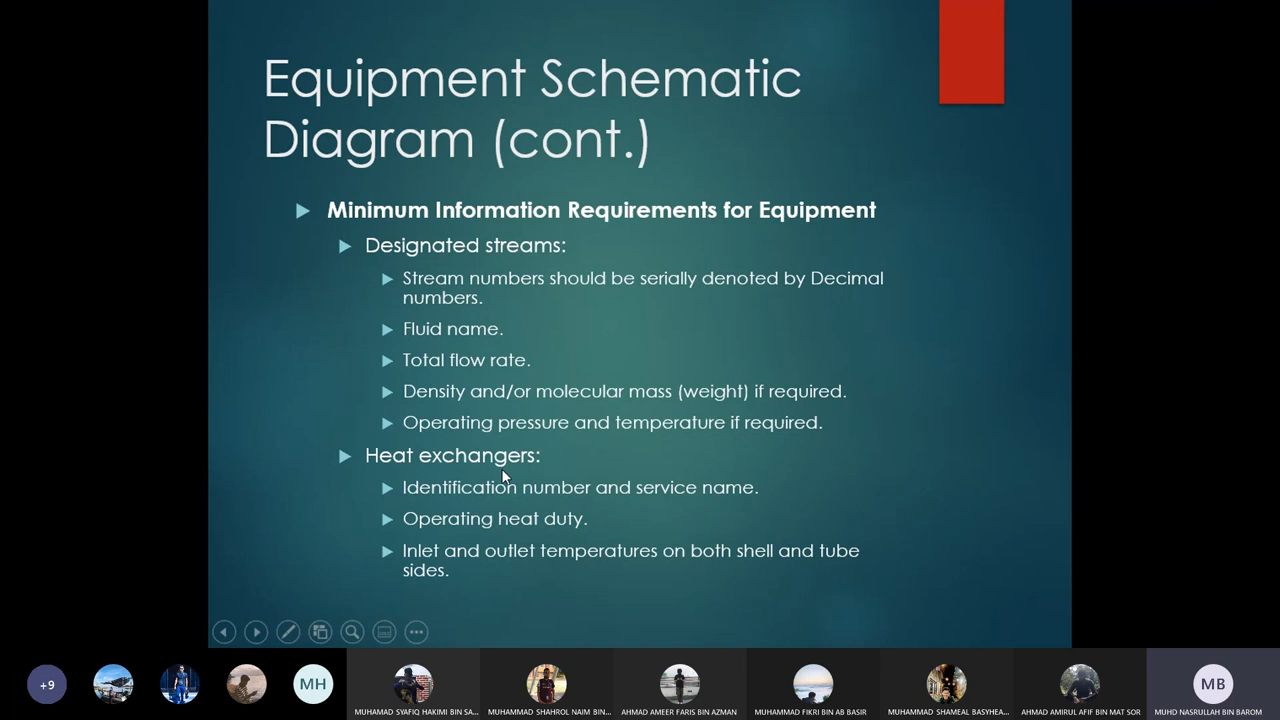 Equipment Schematic
Diagram (cont.)
Minimum Information Requirements for Equipment
Designated streams:
Stream numbers should be serially denoted by Decimal
numbers.
Fluid name.
Total flow rate.
Density and/or molecular mass (weight) if required.
Operating pressure and temperature if required.
Heat exchangers:
Identification number and service name.
Operating heat duty.
Inlet and outlet temperatures on both shell and tube
sides.
+9
MH
MB
MUHAMAD SYAFIQ HAKIMI BIN SA...
MUHAMMAD SHAHROL NAIM BIN...
AHMAD AMEER FARIS BIN AZMAN
MUHAMMAD FIKRI BIN AB BASIR
MUHAMMAD SHAMEAL BASYHEA...
AHMAD AMIRUL AFIF BIN MAT SOR
MUHD NASRULLAH BIN BAROM